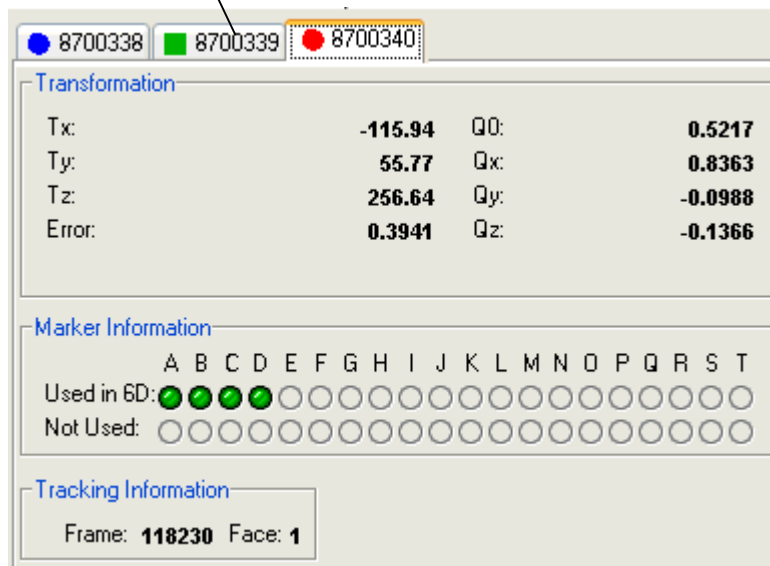 8700338 8700339 8700340
Transformation
Tx: -115.94 Q0: 0.5217
Ty: 55.77 Qx: 0.8363
Tz: 256.64 Qy: -0.0988
Error: 0.3941 Qz: -0.1366
Marker Information
A B C D E F G H I J K L M N O P Q R S T
Used in 6D:
Not Used:
Tracking Information
Frame: 118230 Face: 1